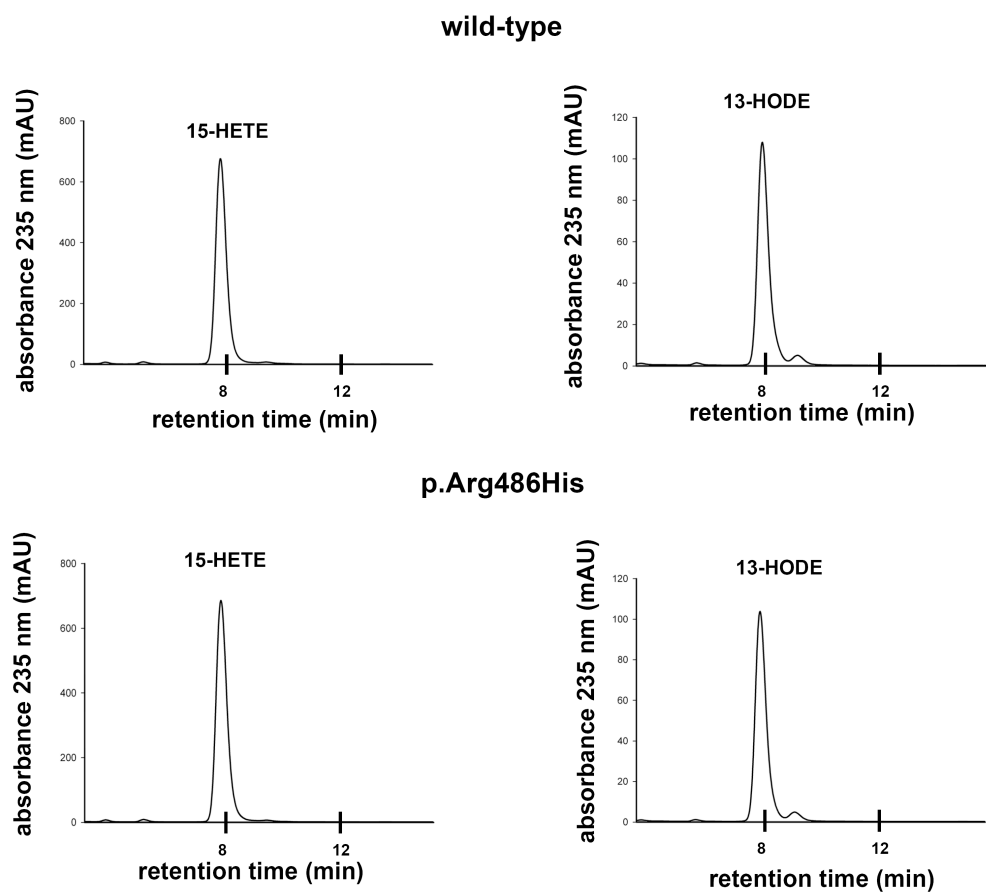 wild-type
absorbance 235 nm (mAU)
15-HETE
800
600
400
200
0
8
12
retention time (min)
absorbance 235 nm (mAU)
13-HODE
120
100
80
60
40
20
0
8
12
retention time (min)
p.Arg486His
absorbance 235 nm (mAU)
15-HETE
800
600
400
200
0
8
12
retention time (min)
absorbance 235 nm (mAU)
13-HODE
120
100
80
60
40
20
0
8
12
retention time (min)